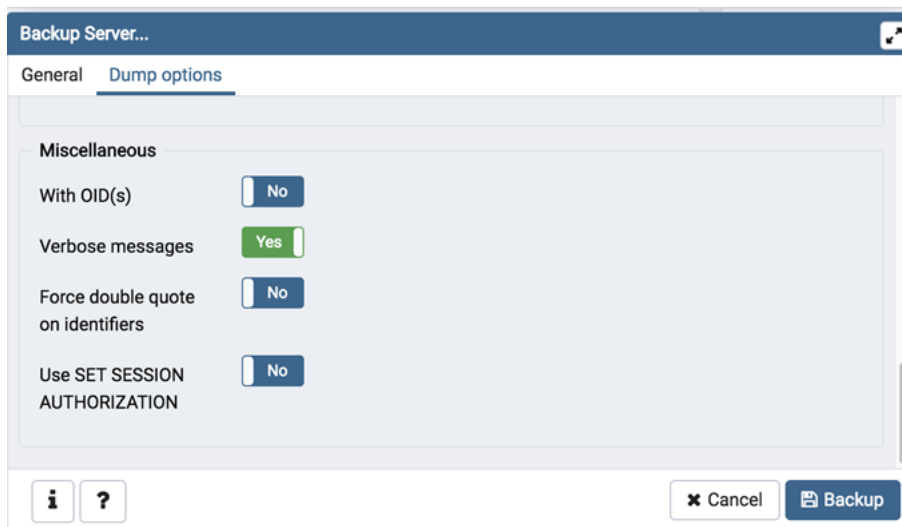 Backup Server...
General Dump options
Miscellaneous
With OID(s) No
Verbose messages Yes
Force double quote No
on identifiers
Use SET SESSION No
AUTHORIZATION
i ? Cancel Backup